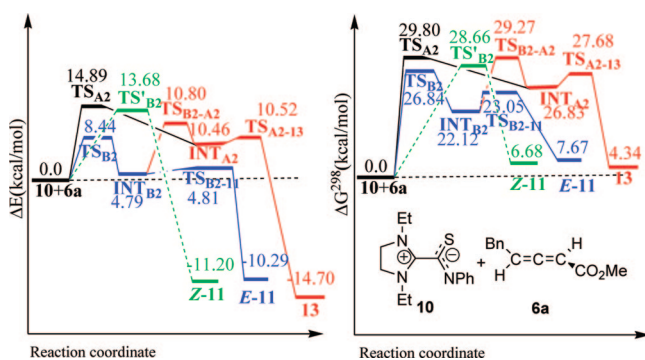 ΔE(kcal/mol)
14.89
TS_A2
13.68
TS'_B2
10.80
TS_B2-A2
10.52
TS_A2-13
8.44
TS_B2
10.46
INT_A2
0.0
10+6a
INT_B2
4.79
TS_B2-11
4.81
-11.20
Z-11
-10.29
E-11
-14.70
13
Reaction coordinate
ΔG^298(kcal/mol)
29.80
TS_A2
28.66
TS'_B2
29.27
TS_B2-A2
27.68
TS_A2-13
TS_B2
26.84
INT_A2
26.83
23.05
TS_B2-11
INT_B2
22.12
0.0
10+6a
6.68
Z-11
7.67
E-11
4.34
13
Et
N
S
+
−
NPh
N
Et
10
+
Bn
H
C
H
CO2Me
6a
Reaction coordinate